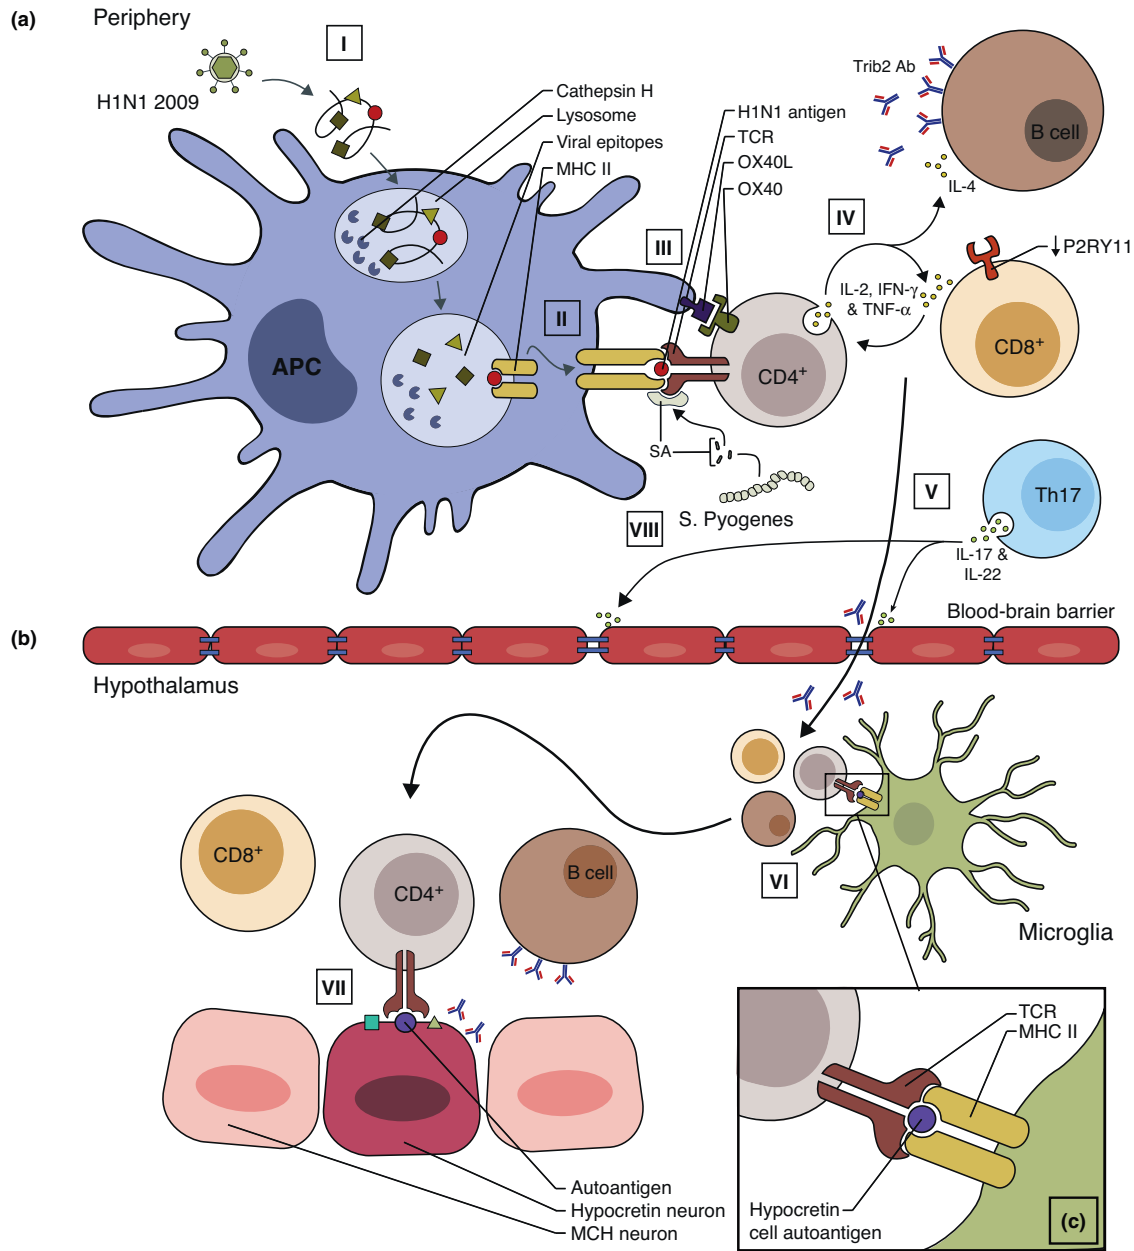 (a)
Periphery
I
H1N1 2009
Cathepsin H
Lysosome
Viral epitopes
MHC II
H1N1 antigen
TCR
OX40L
OX40
Trib2 Ab
B cell
IL-4
IV
III
II
↓P2RY11
IL-2, IFN-γ
& TNF-α
CD8+
CD4+
APC
SA
S. Pyogenes
V
Th17
VIII
IL-17 &
IL-22
Blood-brain barrier
(b)
Hypothalamus
CD8+
CD4+
B cell
VI
Microglia
VII
TCR
MHC II
Autoantigen
Hypocretin neuron
MCH neuron
Hypocretin
cell autoantigen
(c)